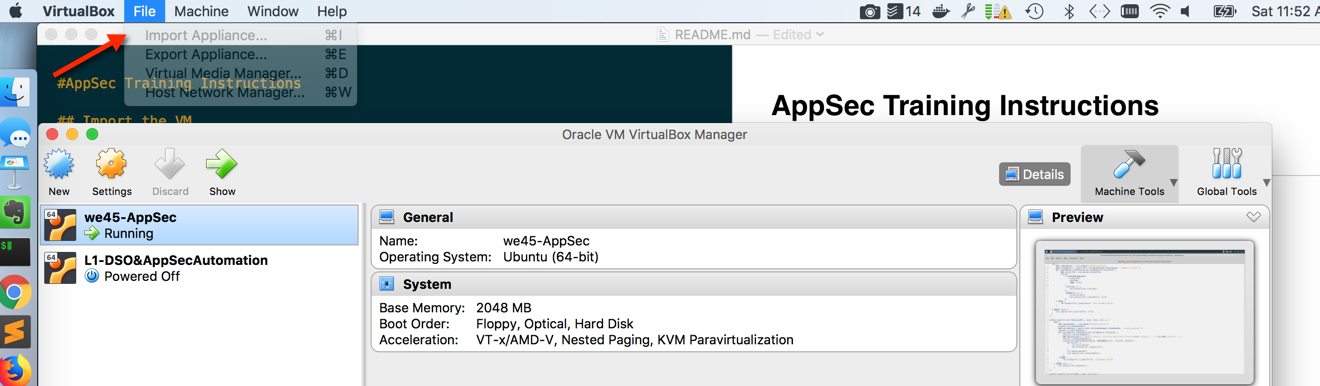 VirtualBox File Machine Window Help 14 Sat 11:52 A
Import Appliance... ⌘I
README.md — Edited
Export Appliance... ⌘E
Virtual Media Manager... ⌘D
#AppSec Training Instructions
Host Network Manager... ⌘W
AppSec Training Instructions
## Import the VM
Oracle VM VirtualBox Manager
New Settings Discard Show
Details
Machine Tools
Global Tools
64
we45-AppSec
Running
64
L1-DSO&AppSecAutomation
Powered Off
General
Name: we45-AppSec
Operating System: Ubuntu (64-bit)
System
Base Memory: 2048 MB
Boot Order: Floppy, Optical, Hard Disk
Acceleration: VT-x/AMD-V, Nested Paging, KVM Paravirtualization
Preview